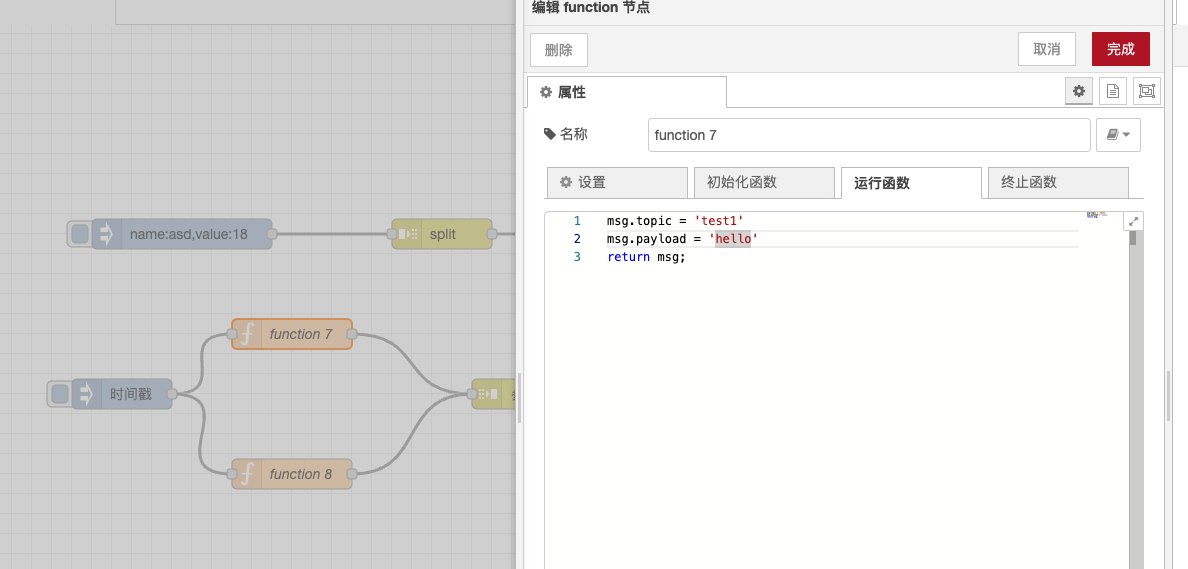 编辑 function 节点
删除
取消
完成
属性
名称
function 7
设置
初始化函数
运行函数
终止函数
1 msg.topic = 'test1'
2 msg.payload = 'hello'
3 return msg;
name:asd,value:18
split
function 7
时间戳
function 8